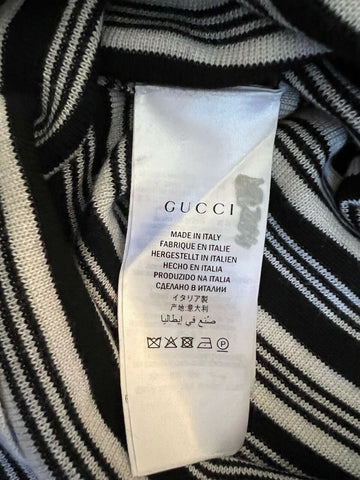 GUCCI
MADE IN ITALY
FABRIQUE EN ITALIE
HERGESTELLT IN ITALIEN
HECHO EN ITALIA
PRODUZIDO NA ITALIA
СДЕЛАНО В ИТАЛИИ
イタリア製
产地:意大利
صنع في إيطاليا
P